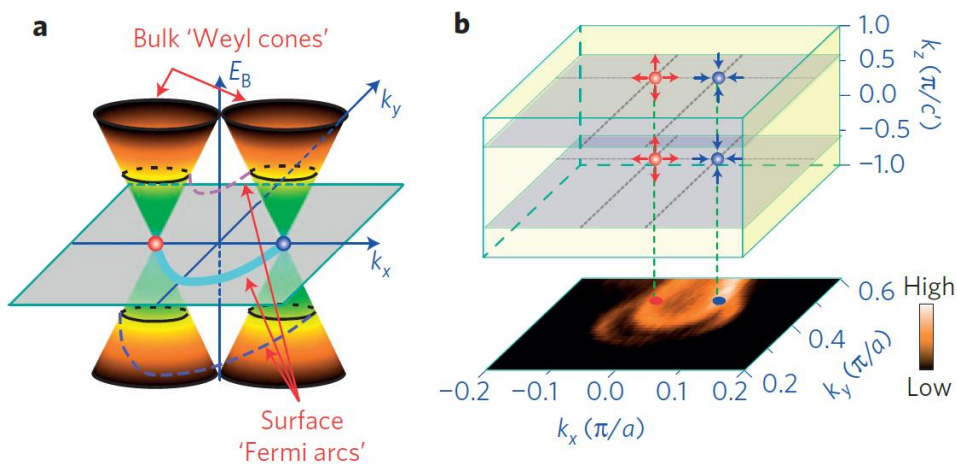 a
Bulk ‘Weyl cones’
E_B
k_y
k_x
Surface
‘Fermi arcs’
b
1.0
0.5
0.0
−0.5
−1.0
k_z (π/c′)
−0.2
−0.1
0.0
0.1
0.2
k_x (π/a)
0.2
0.4
0.6
k_y (π/a)
High
Low